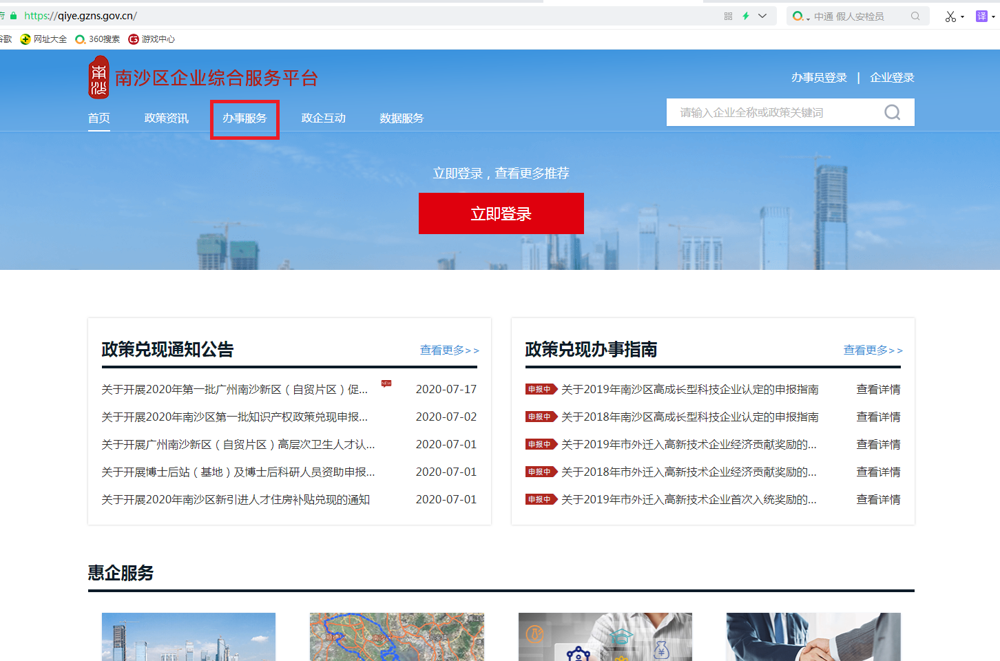 府 https://qiye.gzns.gov.cn/ 中通 假人安检员 译
谷歌 网址大全 360搜索 游戏中心
南沙 南沙区企业综合服务平台
办事员登录 | 企业登录
首页 政策资讯 办事服务 政企互动 数据服务
请输入企业全称或政策关键词
立即登录，查看更多推荐
立即登录
政策兑现通知公告 查看更多>>
关于开展2020年第一批广州南沙新区（自贸片区）促... NEW 2020-07-17
关于开展2020年南沙区第一批知识产权政策兑现申报... 2020-07-02
关于开展广州南沙新区（自贸片区）高层次卫生人才认... 2020-07-01
关于开展博士后站（基地）及博士后科研人员资助申报... 2020-07-01
关于开展2020年南沙区新引进人才住房补贴兑现的通知 2020-07-01
政策兑现办事指南 查看更多>>
申报中 关于2019年南沙区高成长型科技企业认定的申报指南 查看详情
申报中 关于2018年南沙区高成长型科技企业认定的申报指南 查看详情
申报中 关于2019年市外迁入高新技术企业经济贡献奖励的... 查看详情
申报中 关于2018年市外迁入高新技术企业经济贡献奖励的... 查看详情
申报中 关于2019年市外迁入高新技术企业首次入统奖励的... 查看详情
惠企服务